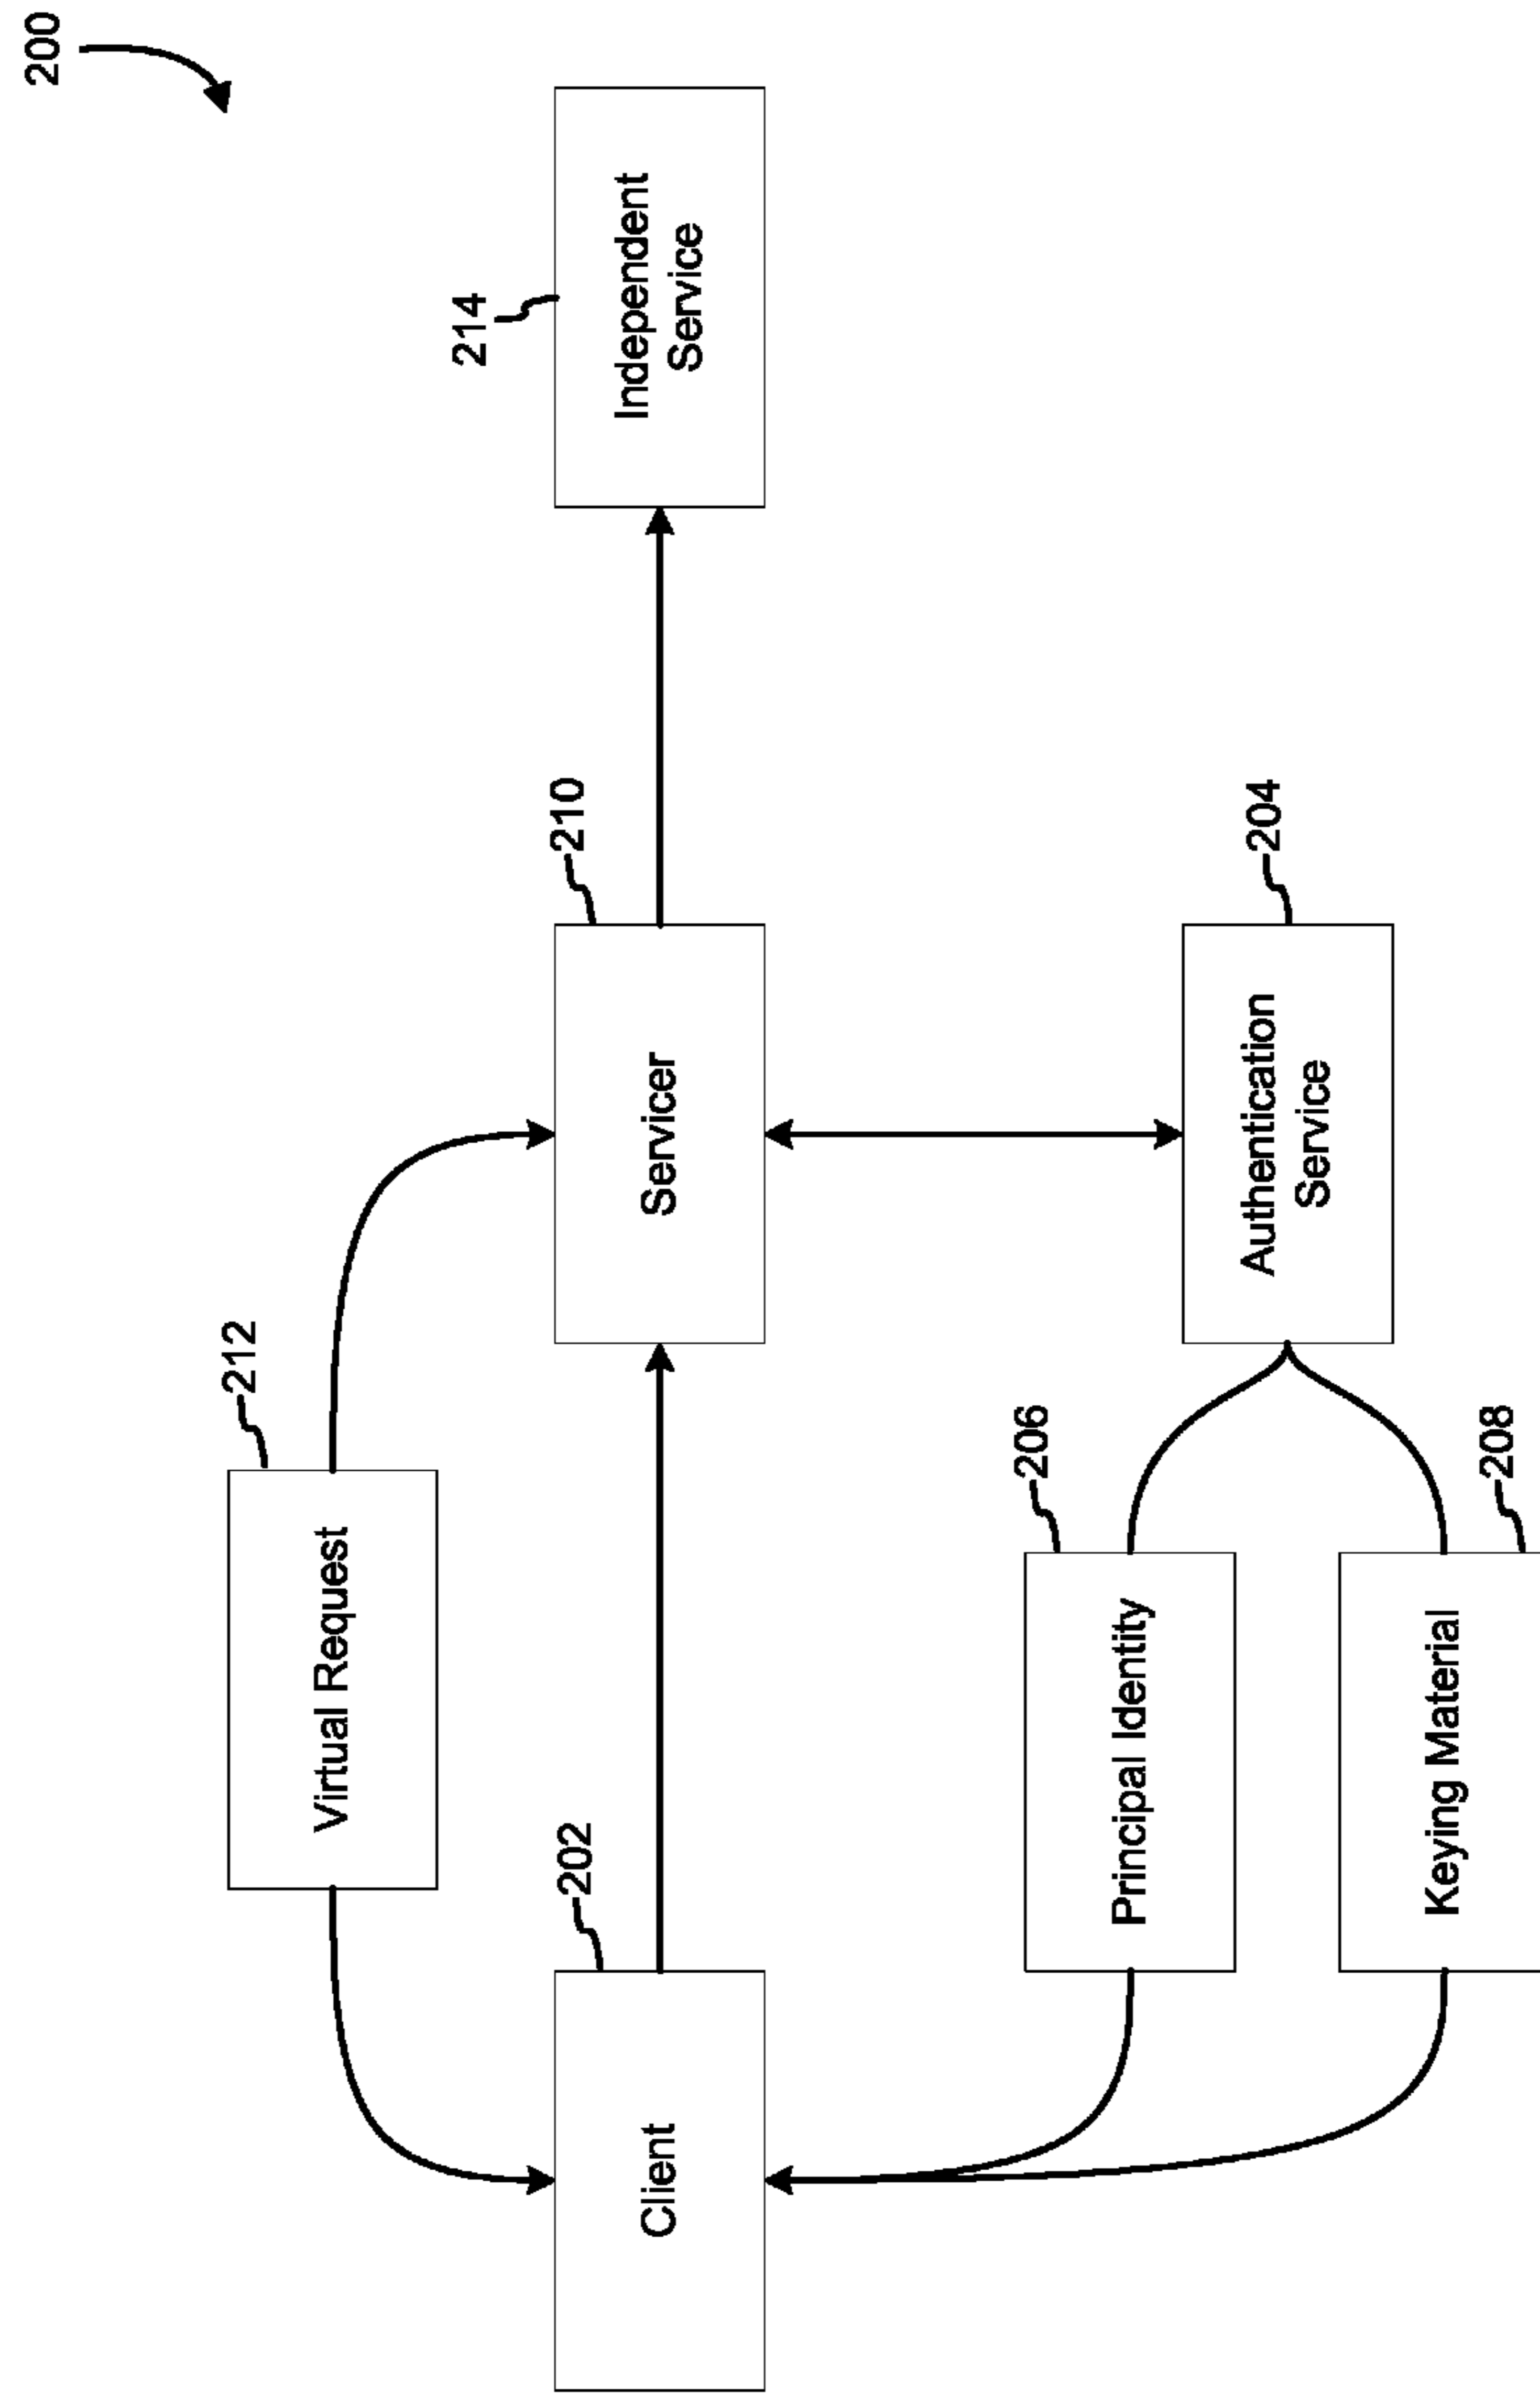 200
212
Virtual Request
202
Client
210
Servicer
214
Independent
Service
206
Principal Identity
204
Authentication
Service
208
Keying Material